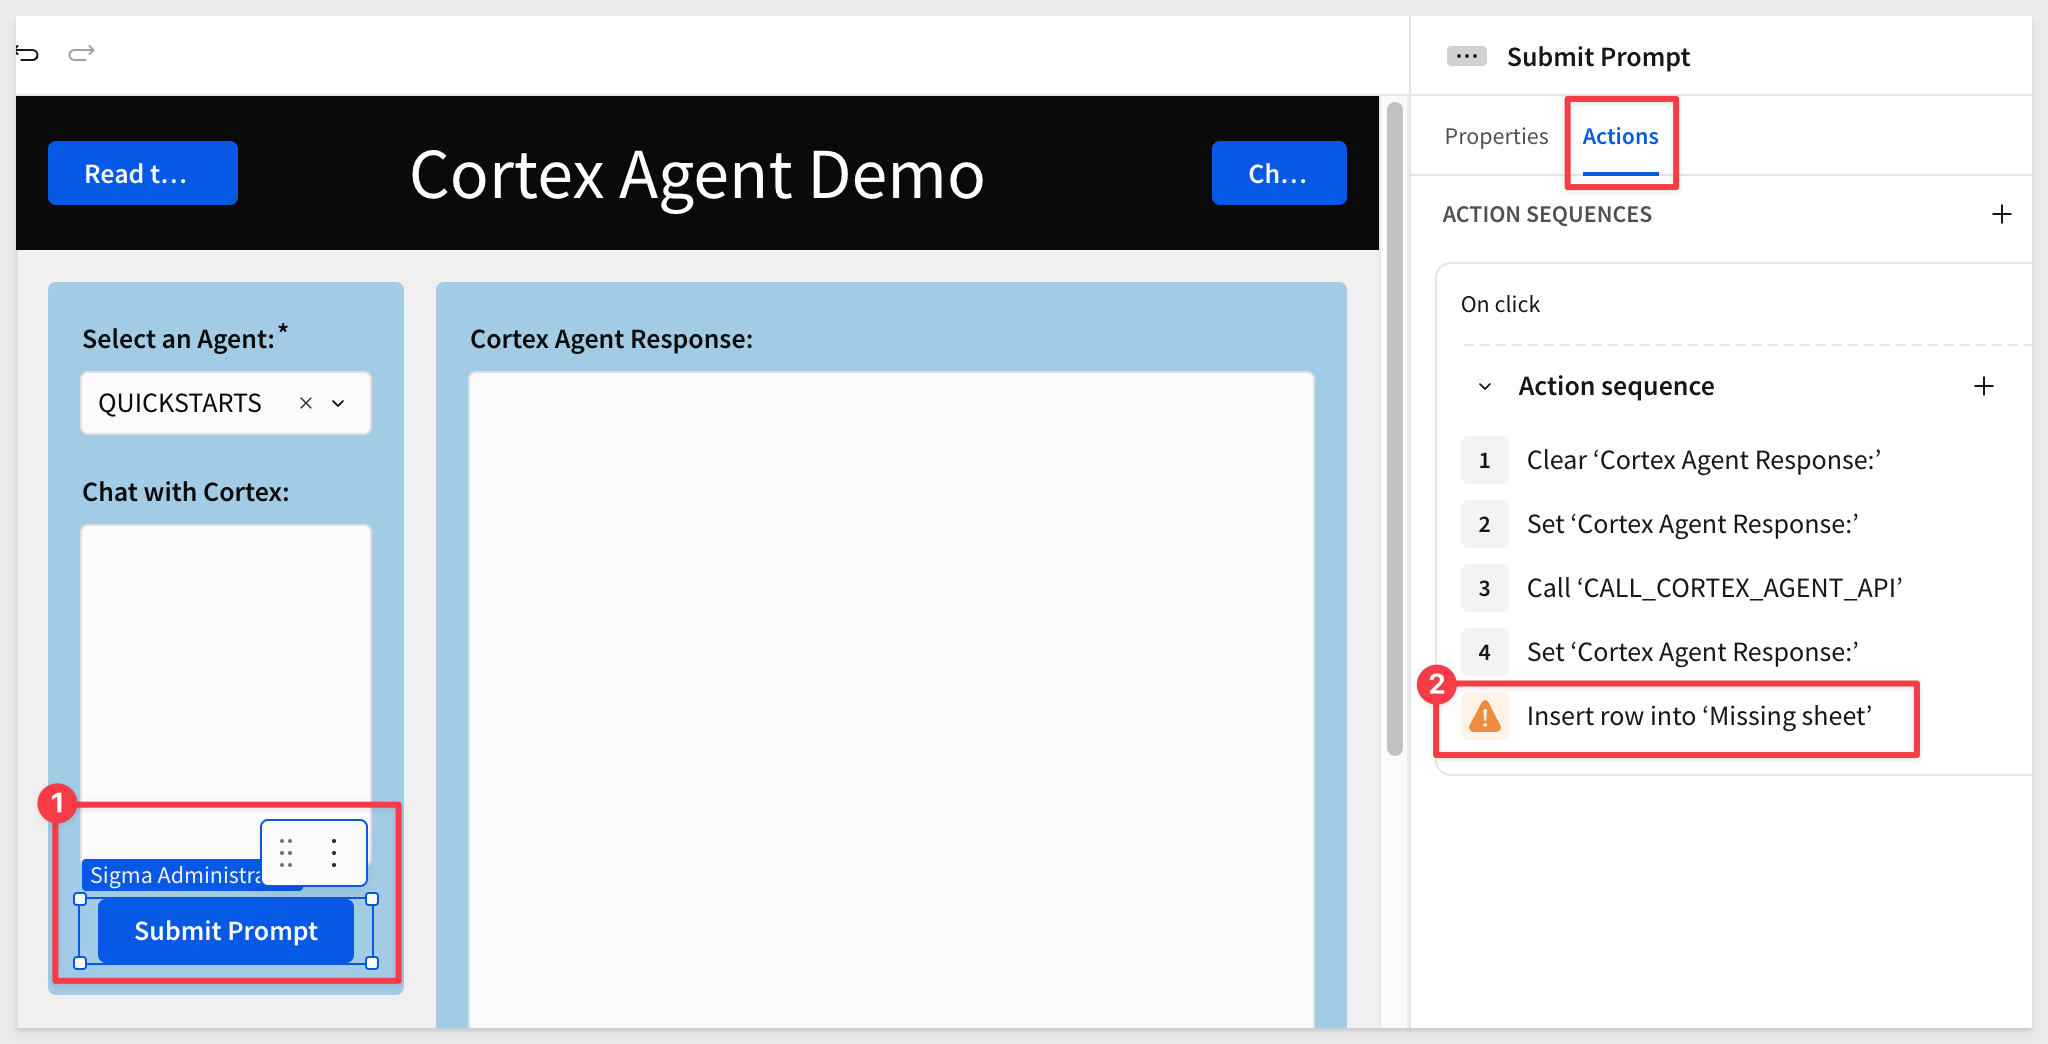 Submit Prompt
Read t...
Cortex Agent Demo
Ch...
Properties
Actions
ACTION SEQUENCES
Select an Agent:*
QUICKSTARTS
Chat with Cortex:
Cortex Agent Response:
On click
Action sequence
1 Clear ‘Cortex Agent Response:’
2 Set ‘Cortex Agent Response:’
3 Call ‘CALL_CORTEX_AGENT_API’
4 Set ‘Cortex Agent Response:’
2
Insert row into ‘Missing sheet’
1
Sigma Administra
Submit Prompt